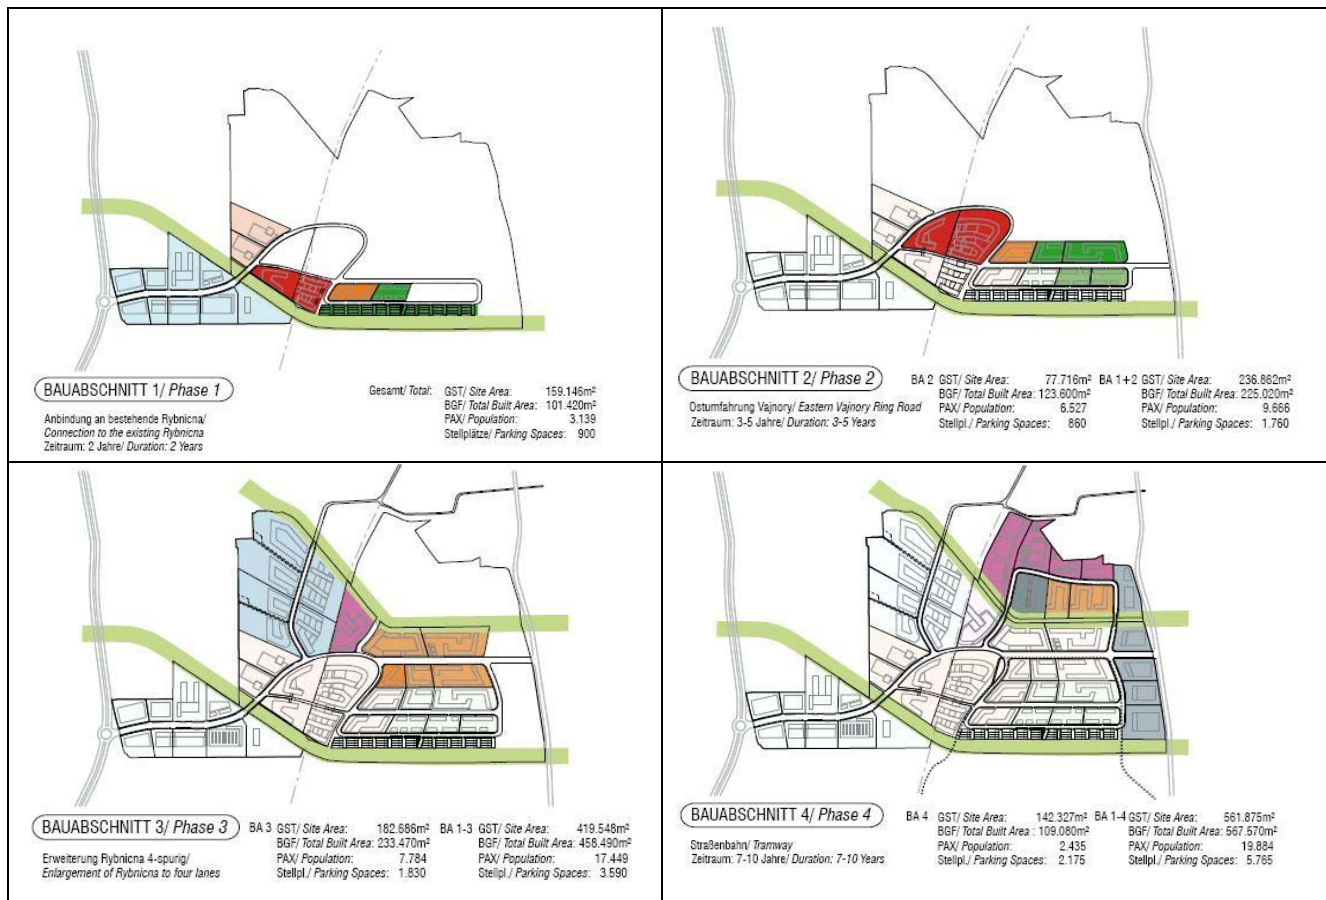 BAUABSCHNITT 1/ Phase 1
Anbindung an bestehende Rybnicna/
Connection to the existing Rybnicna
Zeitraum: 2 Jahre/ Duration: 2 Years
Gesamt/ Total: GST/ Site Area: 159.146m²
BGF/ Total Built Area: 101.420m²
PAX/ Population: 3.139
Stellplätze/ Parking Spaces: 900
BAUABSCHNITT 2/ Phase 2
Ostumfahrung Vajnory/ Eastern Vajnory Ring Road
Zeitraum: 3-5 Jahre/ Duration: 3-5 Years
BA 2 GST/ Site Area: 77.716m² BA 1+2 GST/ Site Area: 236.862m²
BGF/ Total Built Area: 123.600m² BGF/ Total Built Area: 225.020m²
PAX/ Population: 6.527 PAX/ Population: 9.666
Stellpl./ Parking Spaces: 860 Stellpl./ Parking Spaces: 1.760
BAUABSCHNITT 3/ Phase 3
Erweiterung Rybnicna 4-spurig/
Enlargement of Rybnicna to four lanes
BA 3 GST/ Site Area: 182.686m² BA 1-3 GST/ Site Area: 419.548m²
BGF/ Total Built Area: 233.470m² BGF/ Total Built Area: 458.490m²
PAX/ Population: 7.784 PAX/ Population: 17.449
Stellpl./ Parking Spaces: 1.830 Stellpl./ Parking Spaces: 3.590
BAUABSCHNITT 4/ Phase 4
Straßenbahn/ Tramway
Zeitraum: 7-10 Jahre/ Duration: 7-10 Years
BA 4 GST/ Site Area: 142.327m² BA 1-4 GST/ Site Area: 561.875m²
BGF/ Total Built Area : 109.080m² BGF/ Total Built Area: 567.570m²
PAX/ Population: 2.435 PAX/ Population: 19.884
Stellpl./ Parking Spaces: 2.175 Stellpl./ Parking Spaces: 5.765